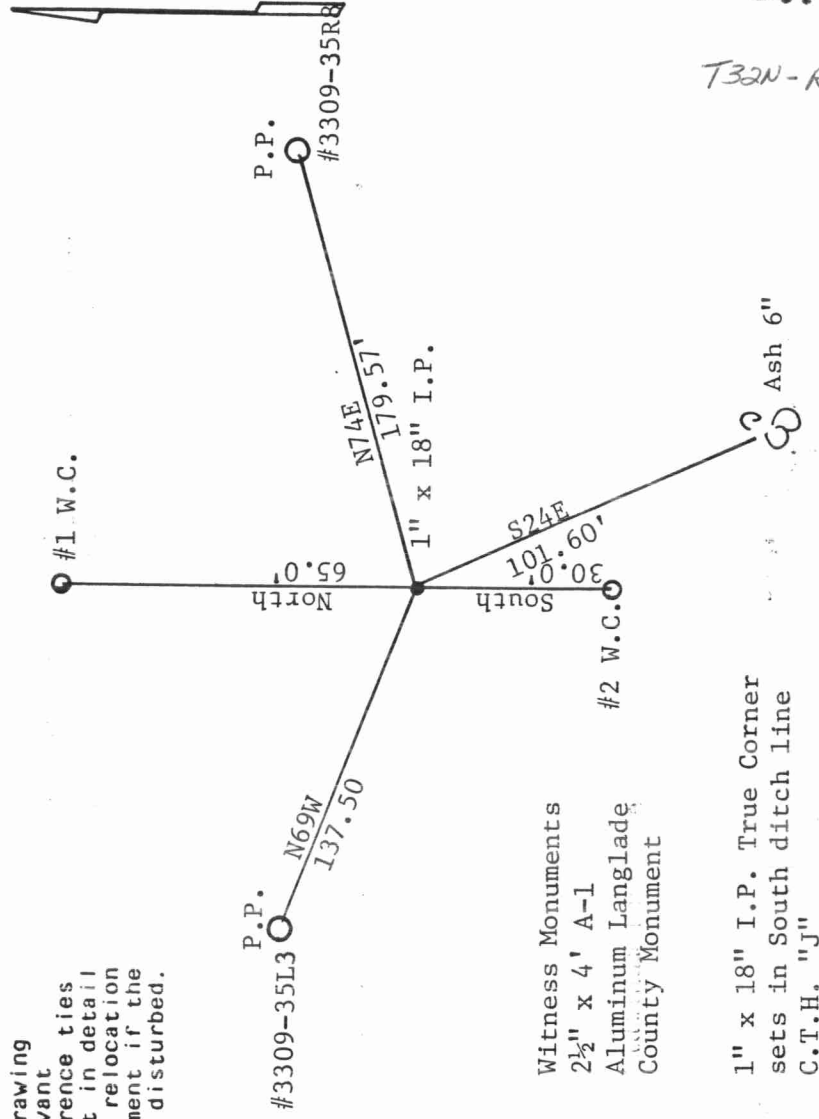 rawing
vant
rence ties
t in detail
relocation
ment if the
disturbed.
T32N-
P.P.
#3309-35R8
#1 W.C.
N74E
179.57'
1" x 18" I.P.
North
65.0'
N69W
137.50
P.P.
#3309-35L3
S24E
101.60'
South
30.0'
#2 W.C.
Ash 6"
Witness Monuments
2½" x 4' A-1
Aluminum Langlade
County Monument
1" x 18" I.P. True Corner
sets in South ditch line
C.T.H. "J"